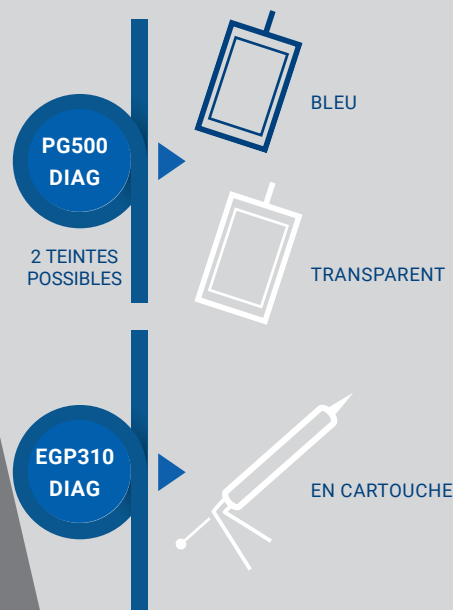 PG500
DIAG
2 TEINTES
POSSIBLES
BLEU
TRANSPARENT
EGP310
DIAG
EN CARTOUCHE